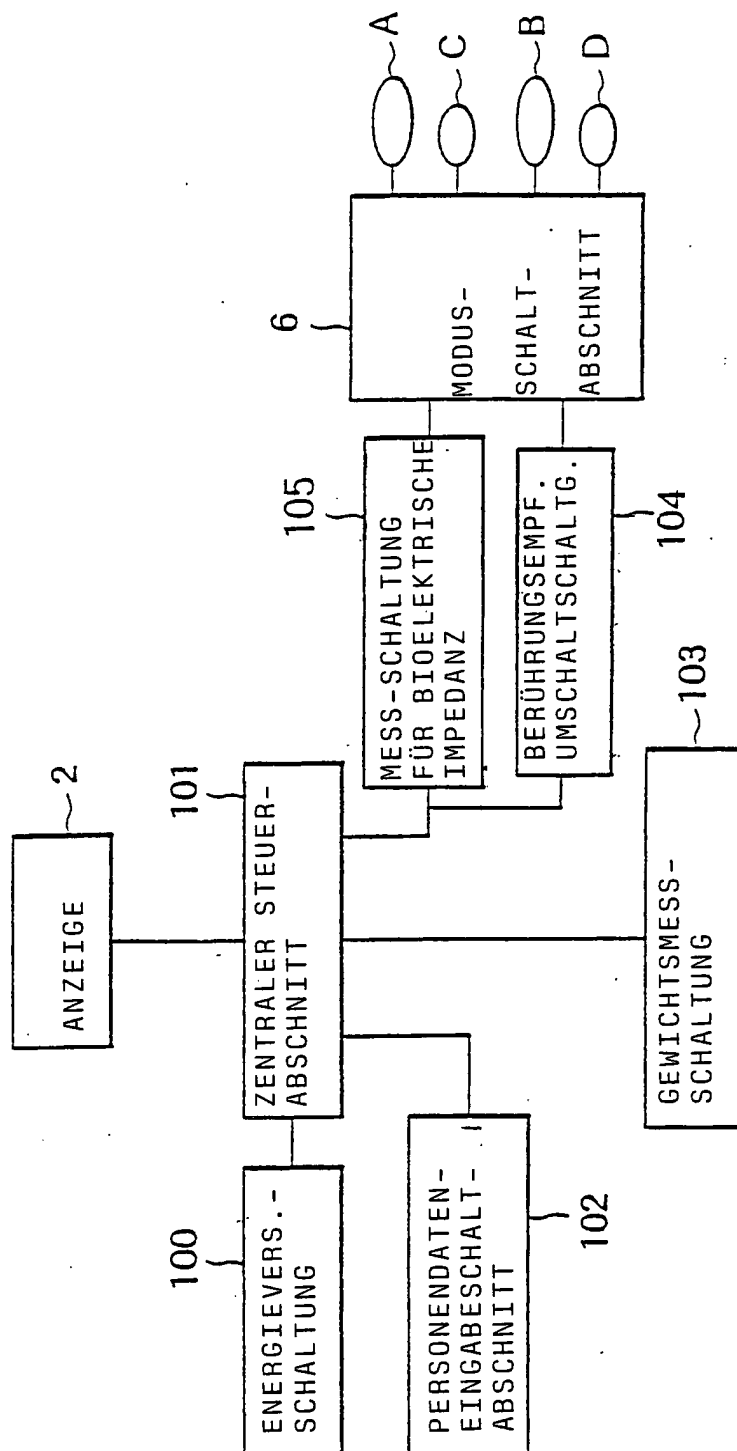 2
ANZEIGE
100
ENERGIEVERS.-
SCHALTUNG
101
ZENTRALER STEUER-
ABSCHNITT
105
MESS-SCHALTUNG
FÜR BIOELEKTRISCHE
IMPEDANZ
6
MODUS-
SCHALT-
ABSCHNITT
A
C
B
D
PERSONENDATEN-
EINGABESCHALT-
ABSCHNITT
102
BERÜHRUNGSEMPF.
UMSCHALTSCHALTG.
104
GEWICHTSMESS-
SCHALTUNG
103